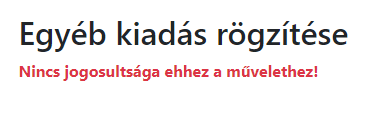 Egyéb kiadás rögzítése
Nincs jogosultsága ehhez a művelethez!